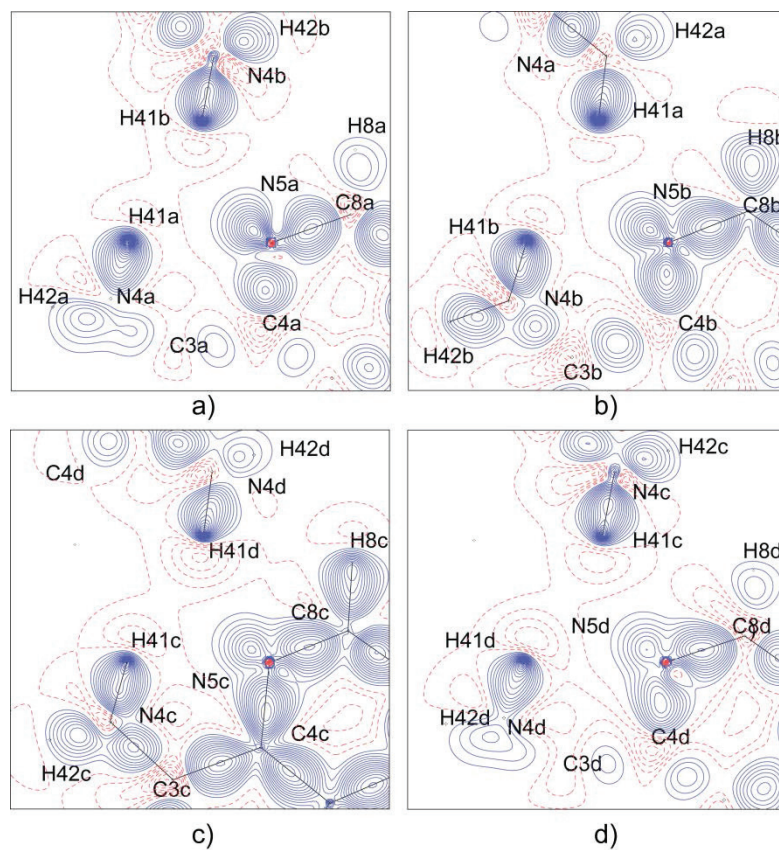 H42b
N4b
H41b
H8a
N5a
C8a
H41a
N4a
H42a
C4a
C3a
a)
H42a
N4a
H41a
H8b
N5b
C8b
H41b
N4b
C4b
H42b
C3b
b)
H42d
C4d
N4d
H41d
H8c
C8c
H41c
N5c
N4c
C4c
H42c
C3c
c)
H42c
N4c
H41c
H8d
N5d
C8d
H41d
H42d
N4d
C4d
C3d
d)